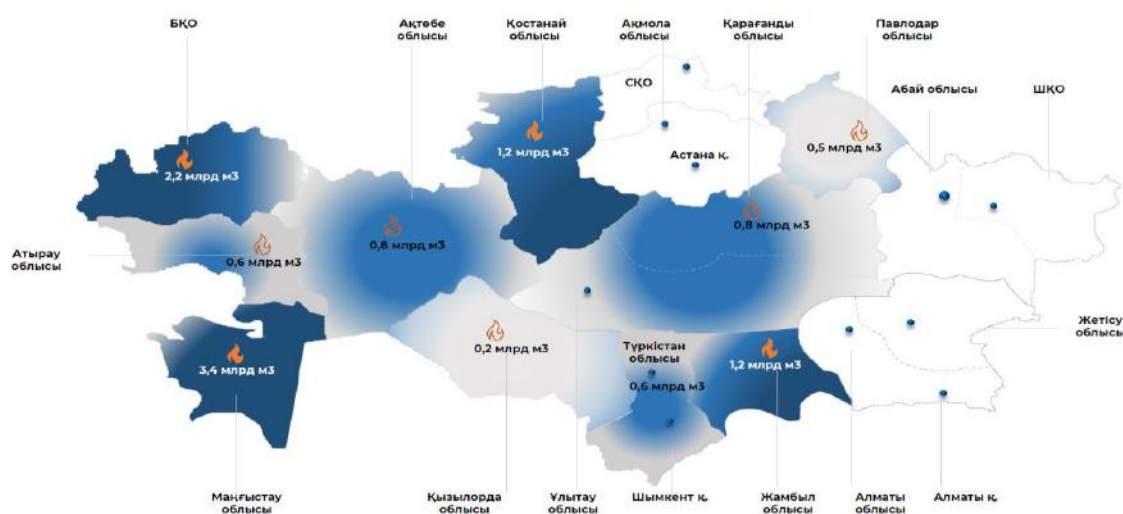 БҚО
Ақтөбе
облысы
Қостанай
облысы
Ақмола
облысы
Қарағанды
облысы
Павлодар
облысы
СҚО
Абай облысы
ШҚО
1,2 млрд м3
0,5 млрд м3
Астана қ.
2,2 млрд м3
0,8 млрд м3
0,8 млрд м3
Атырау
облысы
0,6 млрд м3
Жетісу
облысы
Түркістан
облысы
0,2 млрд м3
3,4 млрд м3
1,2 млрд м3
0,6 млрд м3
Маңғыстау
облысы
Қызылорда
облысы
Ұлытау
облысы
Шымкент қ.
Жамбыл
облысы
Алматы
облысы
Алматы қ.